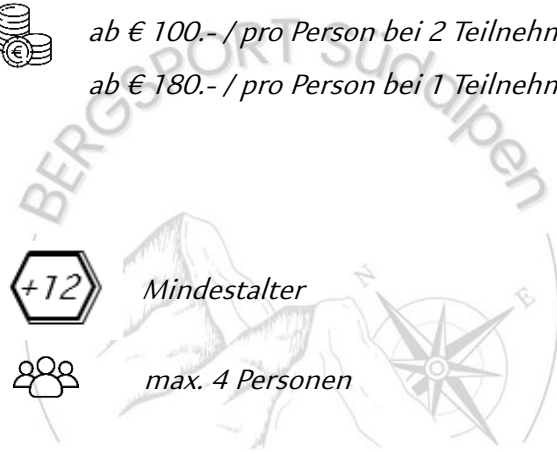 ab € 100.- / pro Person bei 2 Teilnehm
ab € 180.- / pro Person bei 1 Teilnehm
BERGSPORT Südalpen
+12
Mindestalter
N
E
max. 4 Personen